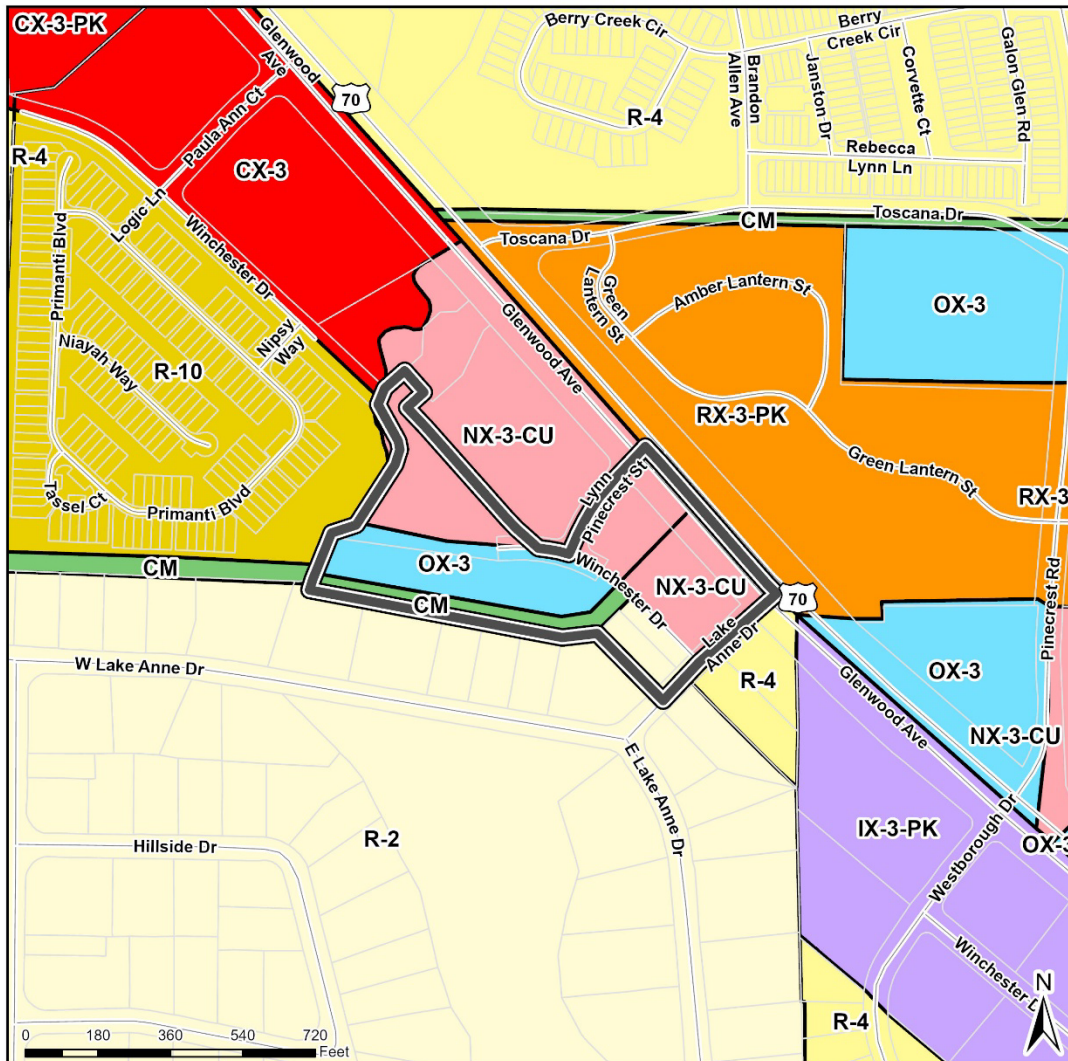 CX-3-PK
Glenwood
Ave
70
Berry Creek Cir
Berry
Creek Cir
Brandon
Allen Ave
Janston Dr
Corvette Ct
Galon Glen Rd
R-4
Rebecca
Lynn Ln
Paula Ann Ct
CX-3
R-4
Logic Ln
Winchester Dr
Primanti Blvd
Nipsy
Way
Niayah Way
R-10
Tassel Ct
Primanti Blvd
CM
Toscana Dr
Toscana Dr
Green
Lantern St
Amber Lantern St
OX-3
Glenwood Ave
RX-3-PK
Green Lantern St
RX-3
NX-3-CU
Lynn
Pinecrest St
OX-3
Winchester Dr
NX-3-CU
70
Pinecrest Rd
CM
CM
Lake
Anne Dr
W Lake Anne Dr
R-4
OX-3
Glenwood Ave
NX-3-CU
E Lake Anne Dr
R-2
Hillside Dr
IX-3-PK
Westborough Dr
OX-3
Winchester D
R-4
N
0 180 360 540 720
Feet